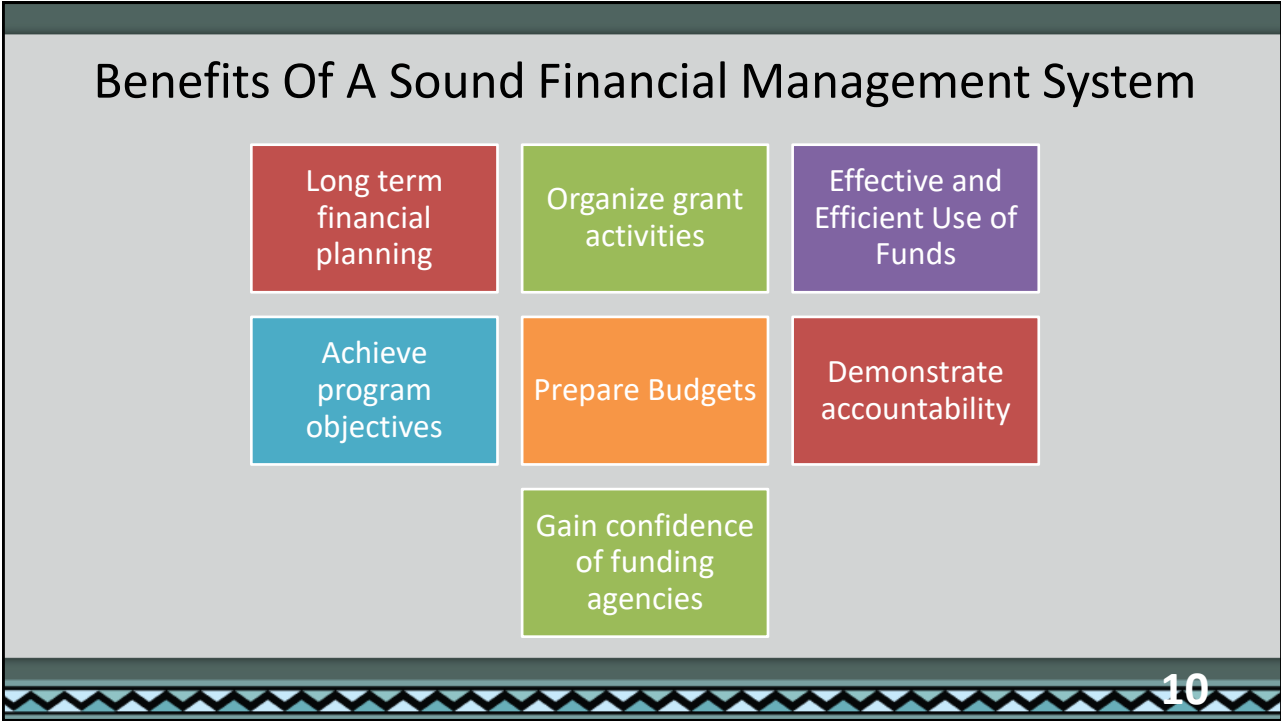 Benefits Of A Sound Financial Management System
Long term
financial
planning
Organize grant
activities
Effective and
Efficient Use of
Funds
Achieve
program
objectives
Prepare Budgets
Demonstrate
accountability
Gain confidence
of funding
agencies
10